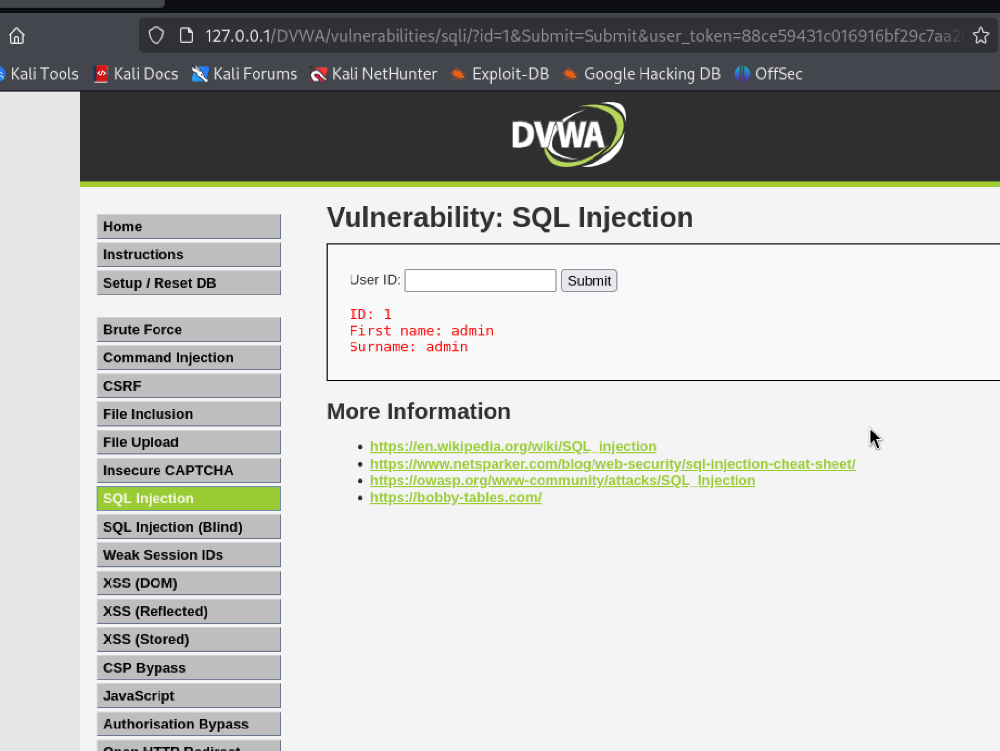 127.0.0.1/DVWA/vulnerabilities/sqli/?id=1&Submit=Submit&user_token=88ce59431c016916bf29c7aa2
Kali Tools Kali Docs Kali Forums Kali NetHunter Exploit-DB Google Hacking DB OffSec
DVWA
Home
Instructions
Setup / Reset DB
Brute Force
Command Injection
CSRF
File Inclusion
File Upload
Insecure CAPTCHA
SQL Injection
SQL Injection (Blind)
Weak Session IDs
XSS (DOM)
XSS (Reflected)
XSS (Stored)
CSP Bypass
JavaScript
Authorisation Bypass
Open HTTP Redirect
Vulnerability: SQL Injection
User ID: Submit
ID: 1
First name: admin
Surname: admin
More Information
https://en.wikipedia.org/wiki/SQL_injection
https://www.netsparker.com/blog/web-security/sql-injection-cheat-sheet/
https://owasp.org/www-community/attacks/SQL_Injection
https://bobby-tables.com/